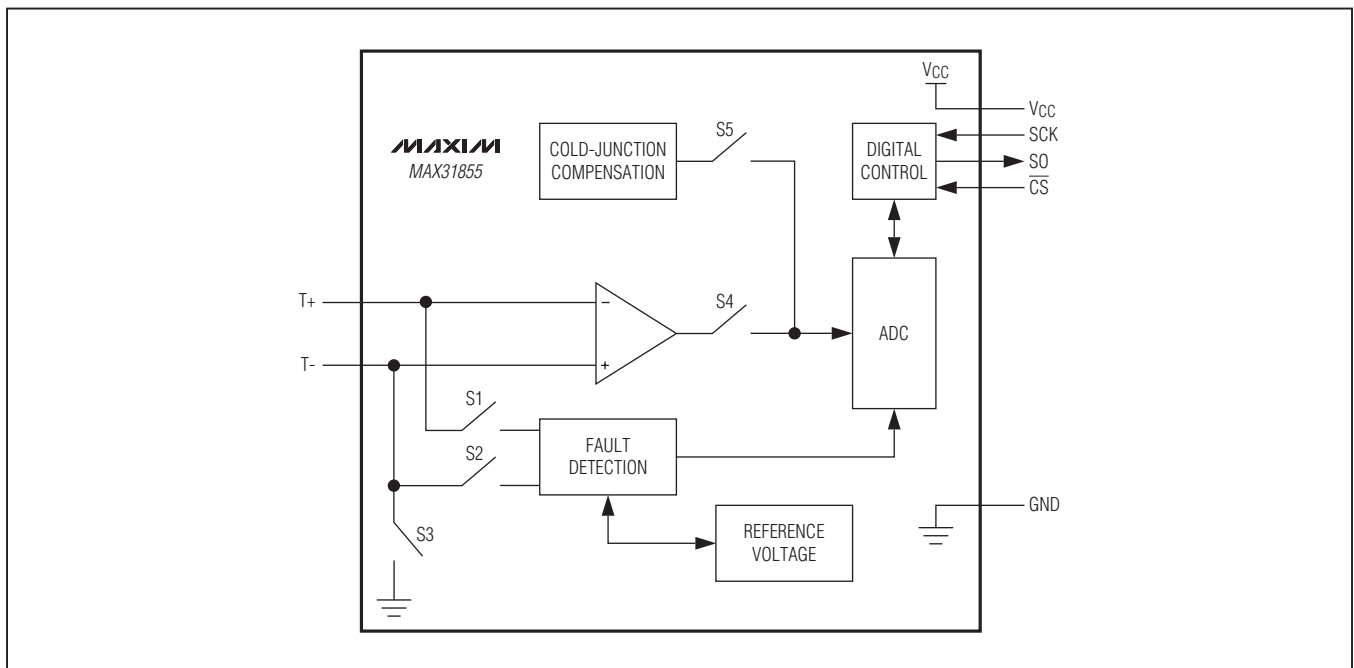 VCC
VCC
SCK
SO
CS
MAXIM
MAX31855
COLD-JUNCTION
COMPENSATION
S5
DIGITAL
CONTROL
T+
T-
−
+
S4
ADC
S1
S2
S3
FAULT
DETECTION
REFERENCE
VOLTAGE
GND